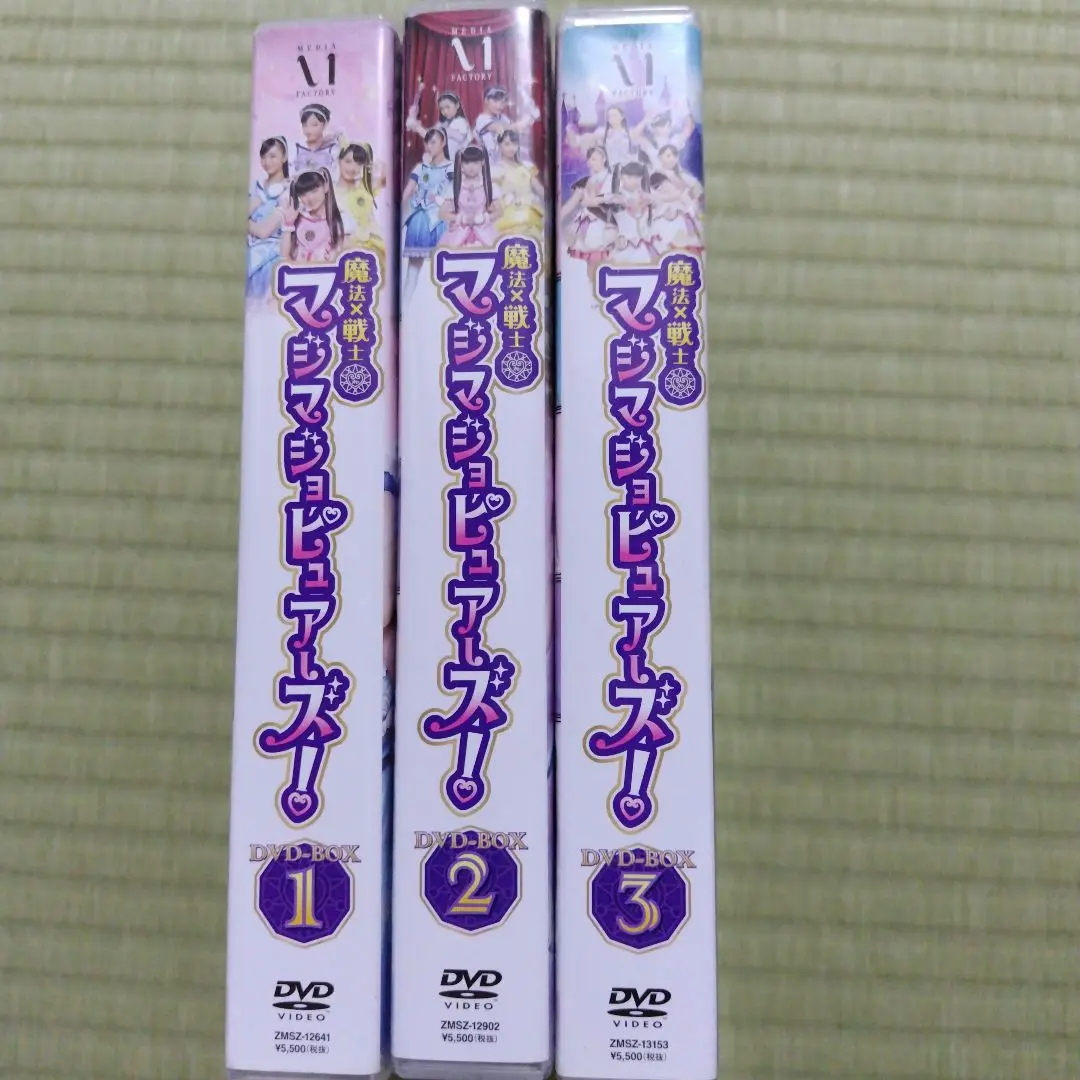 MEDIA
FACTORY
魔法×戦士
マジマジョピュアーズ!
DVD-BOX
1
DVD
VIDEO
ZMSZ-12641
¥5,500(税抜)
MEDIA
FACTORY
魔法×戦士
マジマジョピュアーズ!
DVD-BOX
2
DVD
VIDEO
ZMSZ-12902
¥5,500(税抜)
MEDIA
FACTORY
魔法×戦士
マジマジョピュアーズ!
DVD-BOX
3
DVD
VIDEO
ZMSZ-13153
¥5,500(税抜)